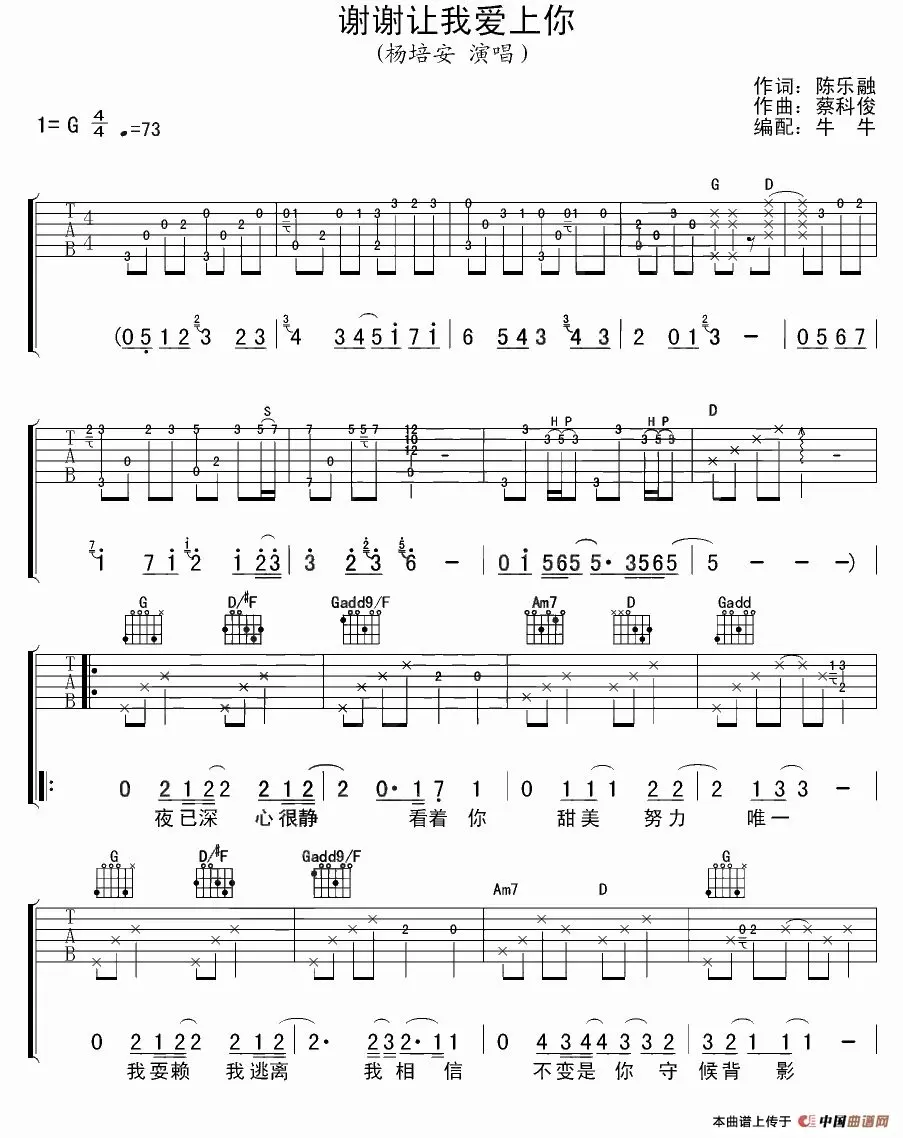 谢谢让我爱上你
(杨培安 演唱)
作词：陈乐融
作曲：蔡科俊
编配：牛 牛
1=G 4/4 ♩.=73
G D
(0 5 1 2 3 2 3 4 3 4 5 1 7 1 6 5 4 3 4 3 2 0 1 3 — 0 5 6 7
S H P H P D
1 7 1 2 1 2 3 3 2 3 6 — 0 1 5 6 5 5· 3 5 6 5 5 — — —)
G D/#F Gadd9/F Am7 D Gadd
0 2 1 2 2 2 1 2 2 0· 1 7 1 0 1 1 1 2 2 2 1 3 3 —
夜已深 心很静 看着 你 甜美 努力 唯一
G D/#F Gadd9/F Am7 D G
0 2 1 2 2 2 1 2 2· 2 3 2· 1 1 0 4 3 4 4 3 3 2 3 2 1 1 1 —
我耍赖 我逃离 我 相 信 不变是 你 守 候背 影
本曲谱上传于 中国曲谱网